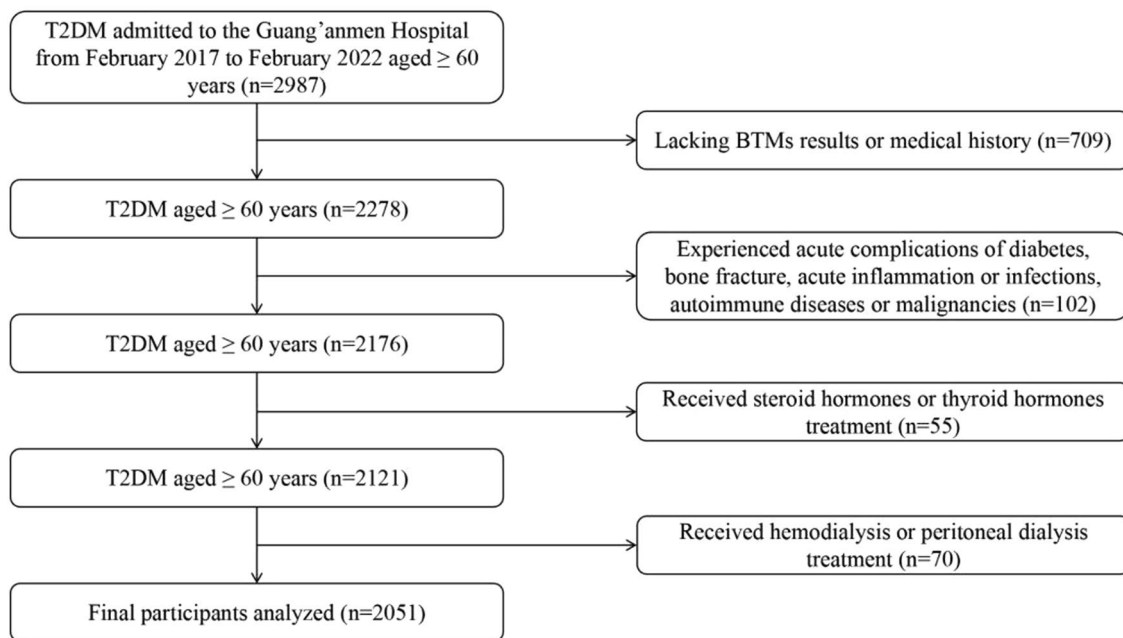 T2DM admitted to the Guang’anmen Hospital
from February 2017 to February 2022 aged ≥ 60
years (n=2987)
Lacking BTMs results or medical history (n=709)
T2DM aged ≥ 60 years (n=2278)
Experienced acute complications of diabetes,
bone fracture, acute inflammation or infections,
autoimmune diseases or malignancies (n=102)
T2DM aged ≥ 60 years (n=2176)
Received steroid hormones or thyroid hormones
treatment (n=55)
T2DM aged ≥ 60 years (n=2121)
Received hemodialysis or peritoneal dialysis
treatment (n=70)
Final participants analyzed (n=2051)